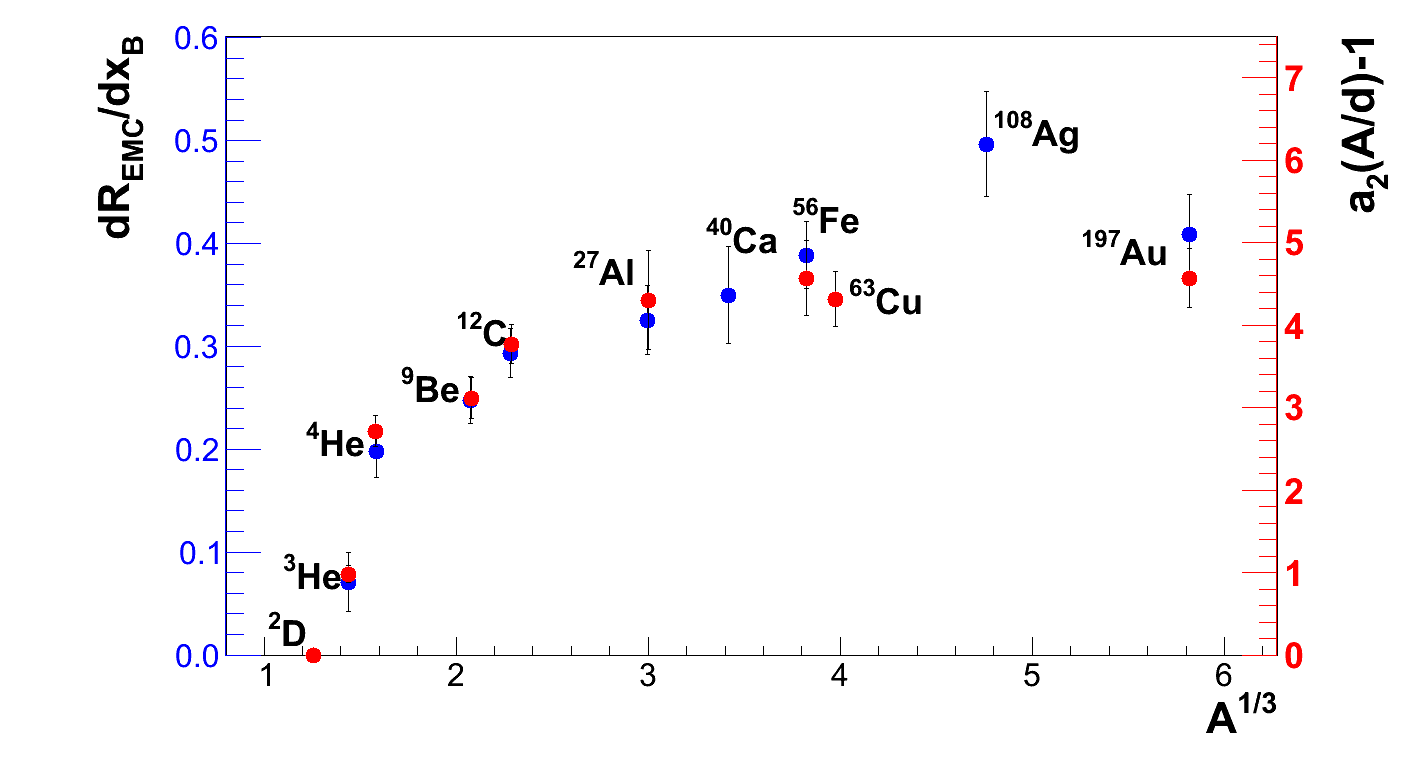 dR_EMC/dx_B
a₂(A/d)-1
0.6
0.5
0.4
0.3
0.2
0.1
0.0
7
6
5
4
3
2
1
0
¹⁰⁸Ag
⁵⁶Fe
⁴⁰Ca
¹⁹⁷Au
²⁷Al
⁶³Cu
¹²C
⁹Be
⁴He
³He
²D
1 2 3 4 5 6
A^1/3